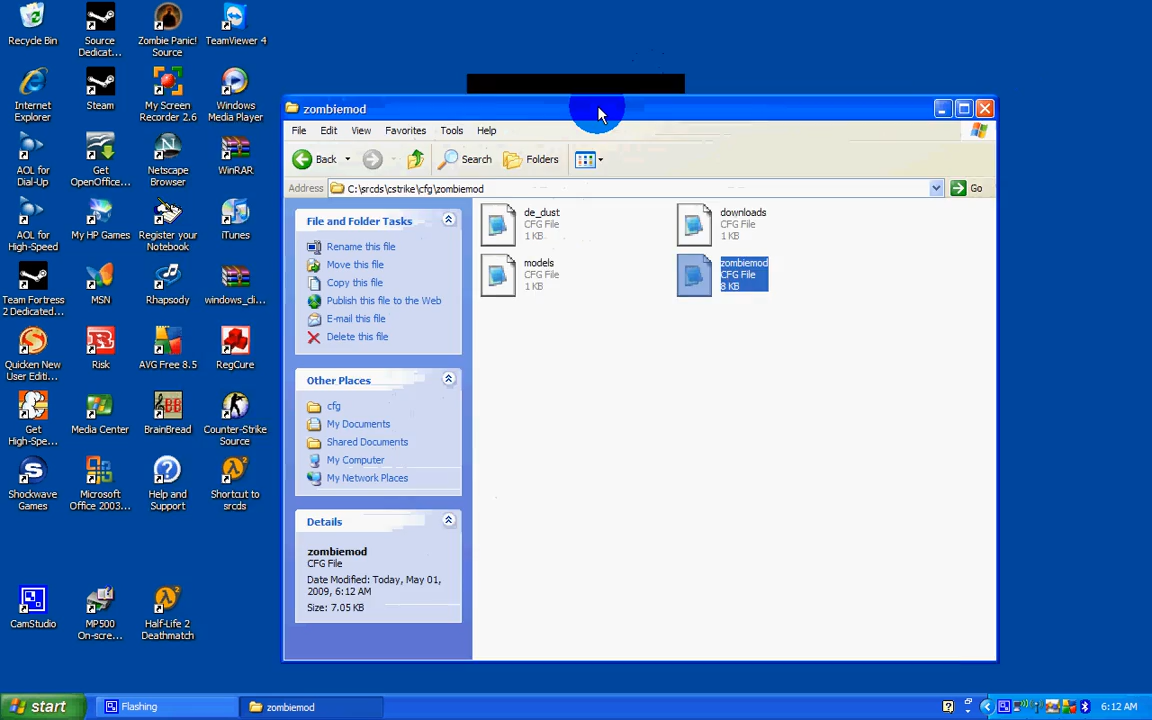 Recycle Bin
Source
Dedicat...
Zombie Panic!
Source
TeamViewer 4
Internet
Explorer
Steam
My Screen
Recorder 2.6
Windows
Media Player
AOL for
Dial-Up
Get
OpenOffice...
Netscape
Browser
WinRAR
AOL for
High-Speed
My HP Games
Register your
Notebook
iTunes
Team Fortress
2 Dedicated...
MSN
Rhapsody
windows_cli...
Quicken New
User Editi...
Risk
AVG Free 8.5
RegCure
Get
High-Spe...
Media Center
BrainBread
Counter-Strike
Source
Shockwave
Games
Microsoft
Office 2003...
Help and
Support
Shortcut to
srcds
CamStudio
MP500
On-scre...
Half-Life 2
Deathmatch
zombiemod
File Edit View Favorites Tools Help
Back Search Folders
Address C:\srcds\cstrike\cfg\zombiemod Go
File and Folder Tasks
Rename this file
Move this file
Copy this file
Publish this file to the Web
E-mail this file
Delete this file
Other Places
cfg
My Documents
Shared Documents
My Computer
My Network Places
Details
zombiemod
CFG File
Date Modified: Today, May 01,
2009, 6:12 AM
Size: 7.05 KB
de_dust
CFG File
1 KB
downloads
CFG File
1 KB
models
CFG File
1 KB
zombiemod
CFG File
8 KB
start Flashing zombiemod 6:12 AM